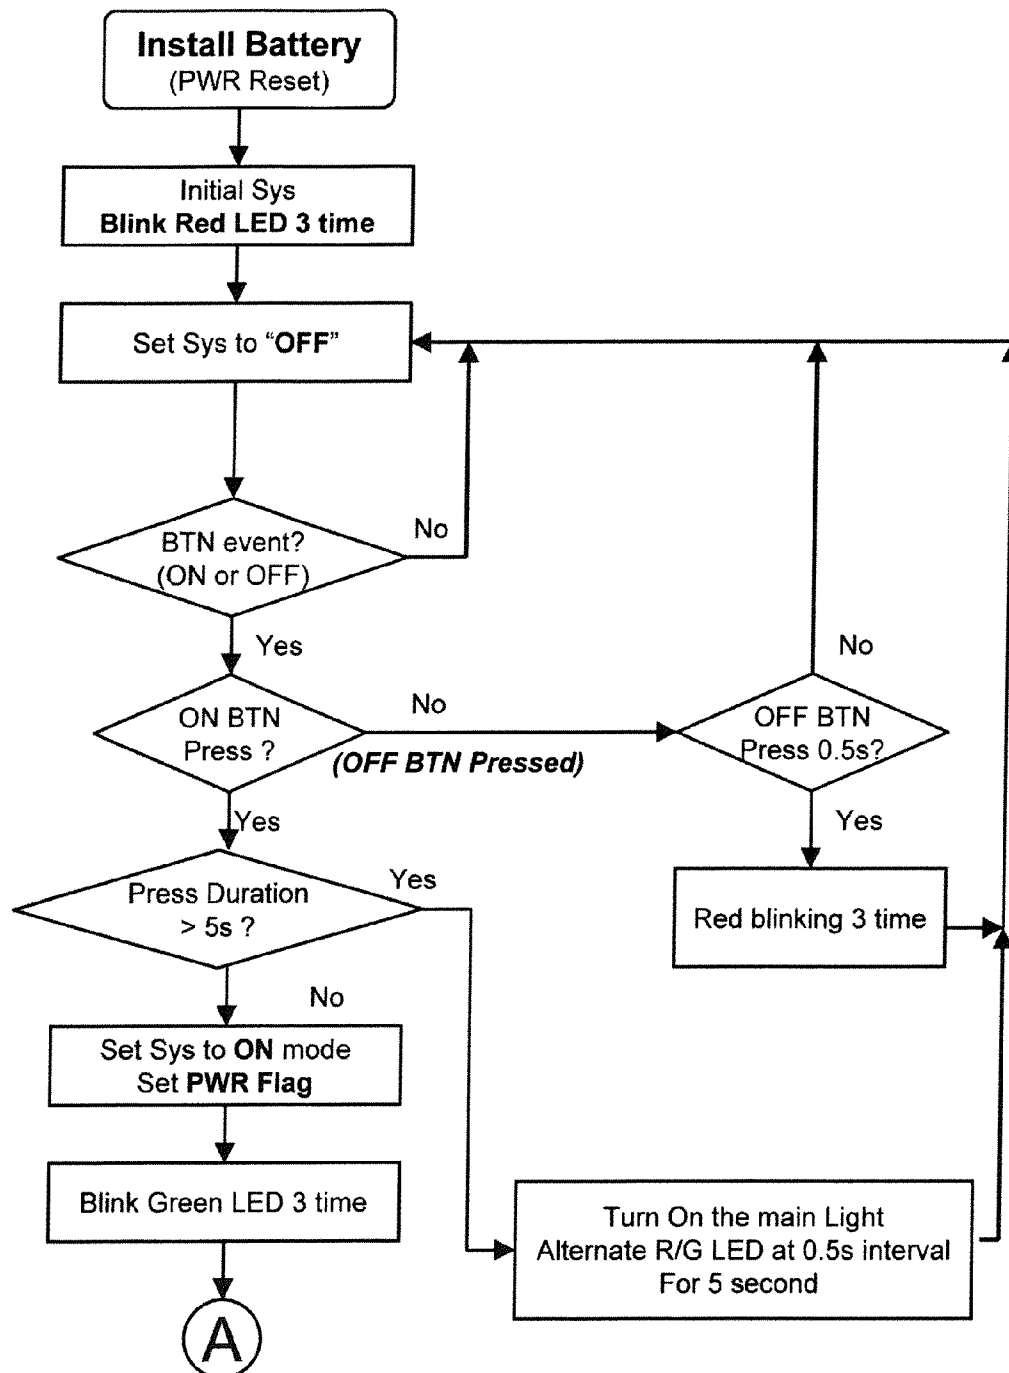 Install Battery
(PWR Reset)
Initial Sys
Blink Red LED 3 time
Set Sys to “OFF”
BTN event?
(ON or OFF)
No
Yes
ON BTN
Press ?
No
(OFF BTN Pressed)
OFF BTN
Press 0.5s?
No
Yes
Red blinking 3 time
Yes
Press Duration
> 5s ?
Yes
No
Set Sys to ON mode
Set PWR Flag
Blink Green LED 3 time
Turn On the main Light
Alternate R/G LED at 0.5s interval
For 5 second
A